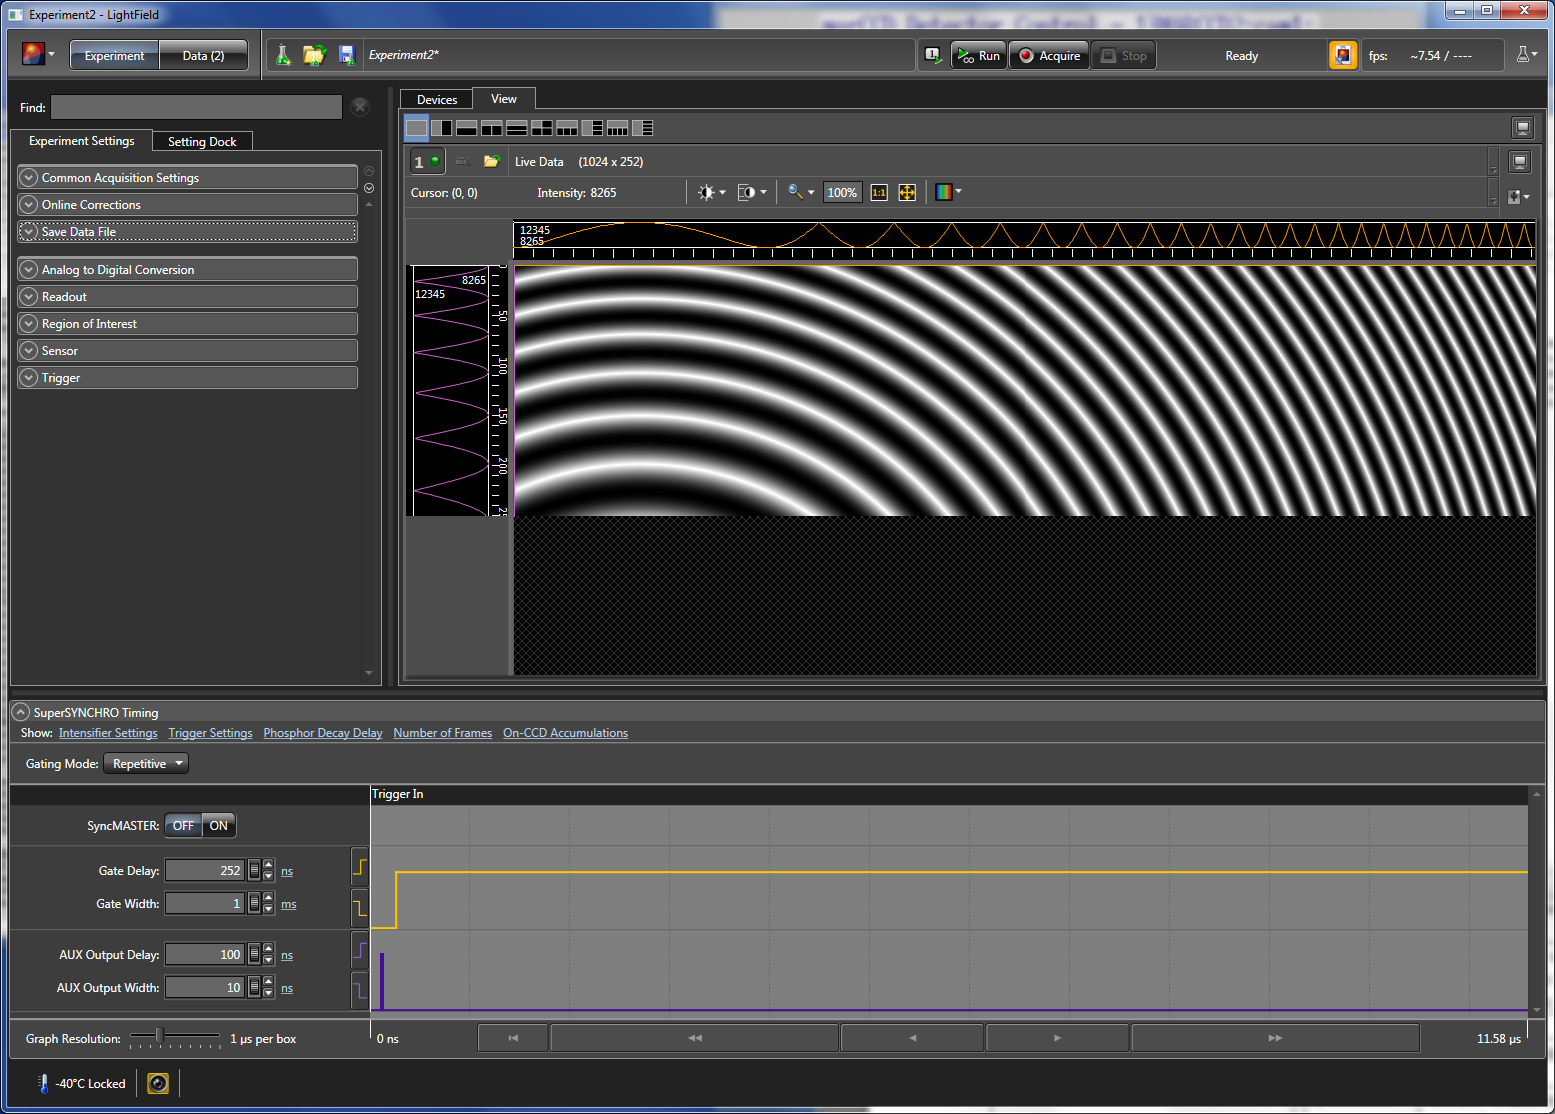 Experiment2 - LightField
Experiment
Data (2)
Experiment2*
Run
Acquire
Stop
Ready
fps:
~7.54 / ----
Find:
Experiment Settings
Setting Dock
Common Acquisition Settings
Online Corrections
Save Data File
Analog to Digital Conversion
Readout
Region of Interest
Sensor
Trigger
Devices
View
1
Live Data (1024 x 252)
Cursor: (0, 0)
Intensity: 8265
100%
1:1
12345
8265
8265
12345
0
50
100
150
200
SuperSYNCHRO Timing
Show: Intensifier Settings Trigger Settings Phosphor Decay Delay Number of Frames On-CCD Accumulations
Gating Mode: Repetitive
Trigger In
SyncMASTER: OFF ON
Gate Delay: 252 ns
Gate Width: 1 ms
AUX Output Delay: 100 ns
AUX Output Width: 10 ns
Graph Resolution: 1 µs per box
0 ns
11.58 µs
-40°C Locked